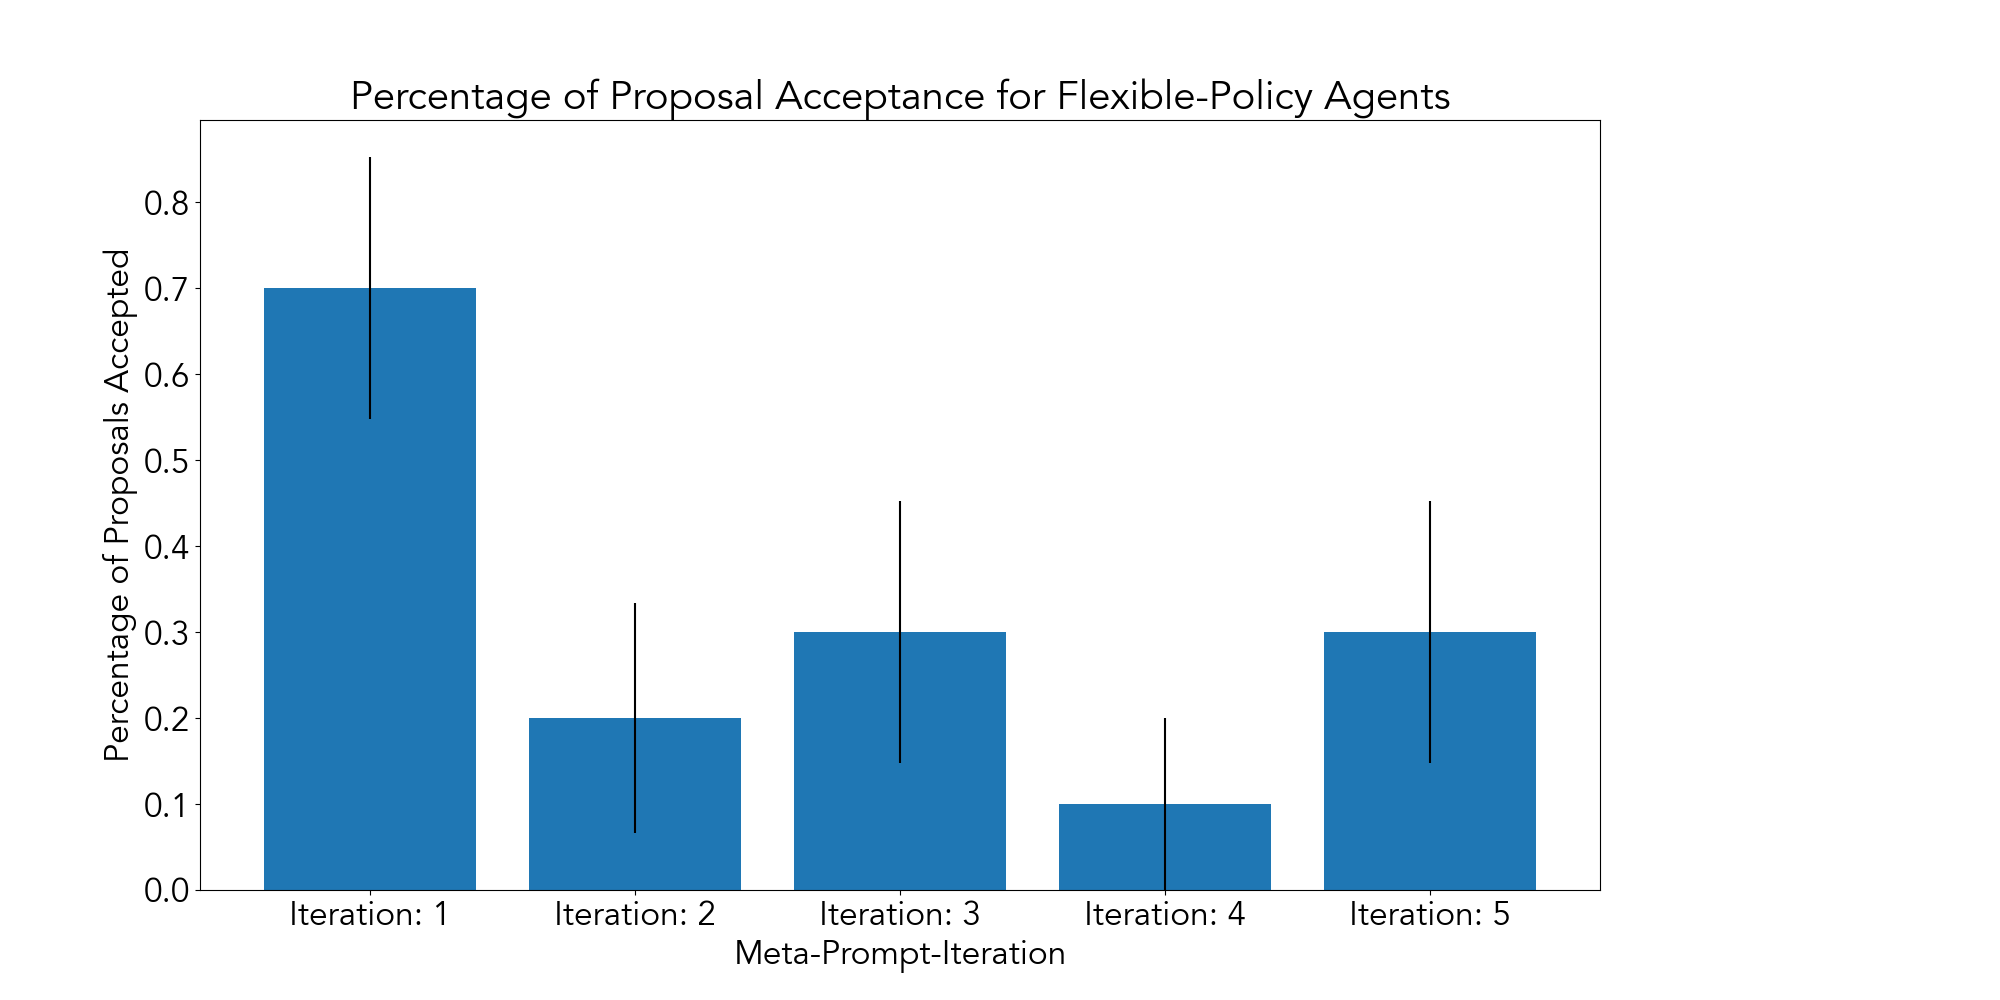 Percentage of Proposal Acceptance for Flexible-Policy Agents
Percentage of Proposals Accepted
0.8
0.7
0.6
0.5
0.4
0.3
0.2
0.1
0.0
Iteration: 1 Iteration: 2 Iteration: 3 Iteration: 4 Iteration: 5
Meta-Prompt-Iteration